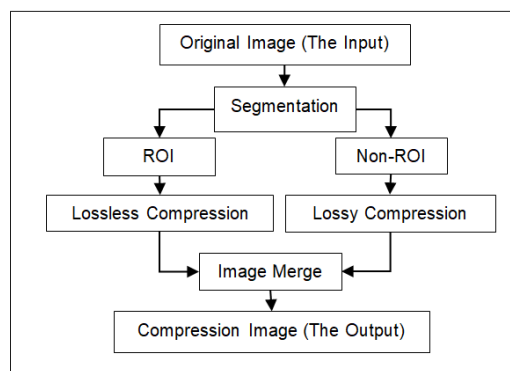 Original Image (The Input)
Segmentation
ROI
Non-ROI
Lossless Compression
Lossy Compression
Image Merge
Compression Image (The Output)